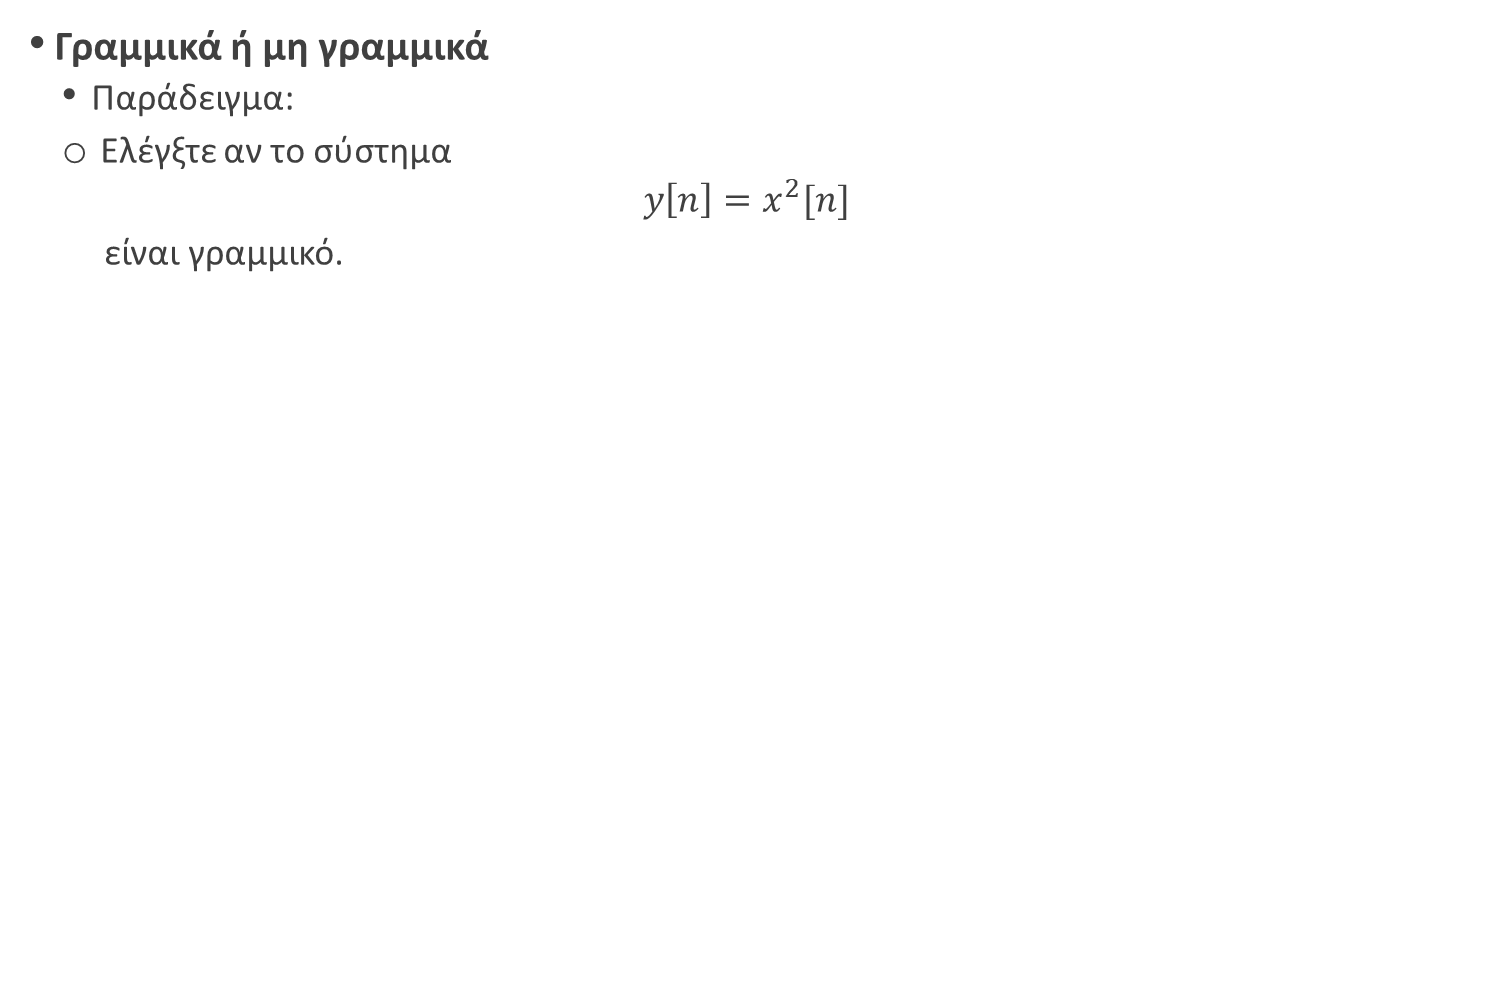 • Γραμμικά ή μη γραμμικά
• Παράδειγμα:
○ Ελέγξτε αν το σύστημα
y[n] = x²[n]
είναι γραμμικό.